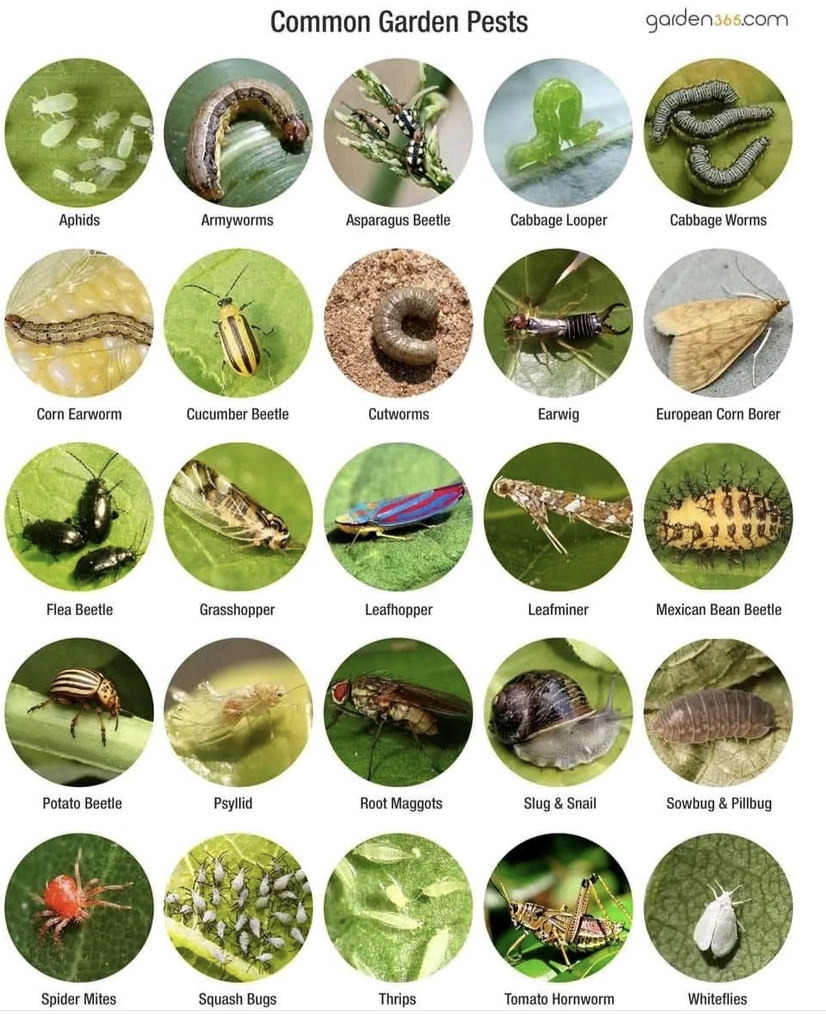 Common Garden Pests
garden365.com
Aphids
Armyworms
Asparagus Beetle
Cabbage Looper
Cabbage Worms
Corn Earworm
Cucumber Beetle
Cutworms
Earwig
European Corn Borer
Flea Beetle
Grasshopper
Leafhopper
Leafminer
Mexican Bean Beetle
Potato Beetle
Psyllid
Root Maggots
Slug & Snail
Sowbug & Pillbug
Spider Mites
Squash Bugs
Thrips
Tomato Hornworm
Whiteflies